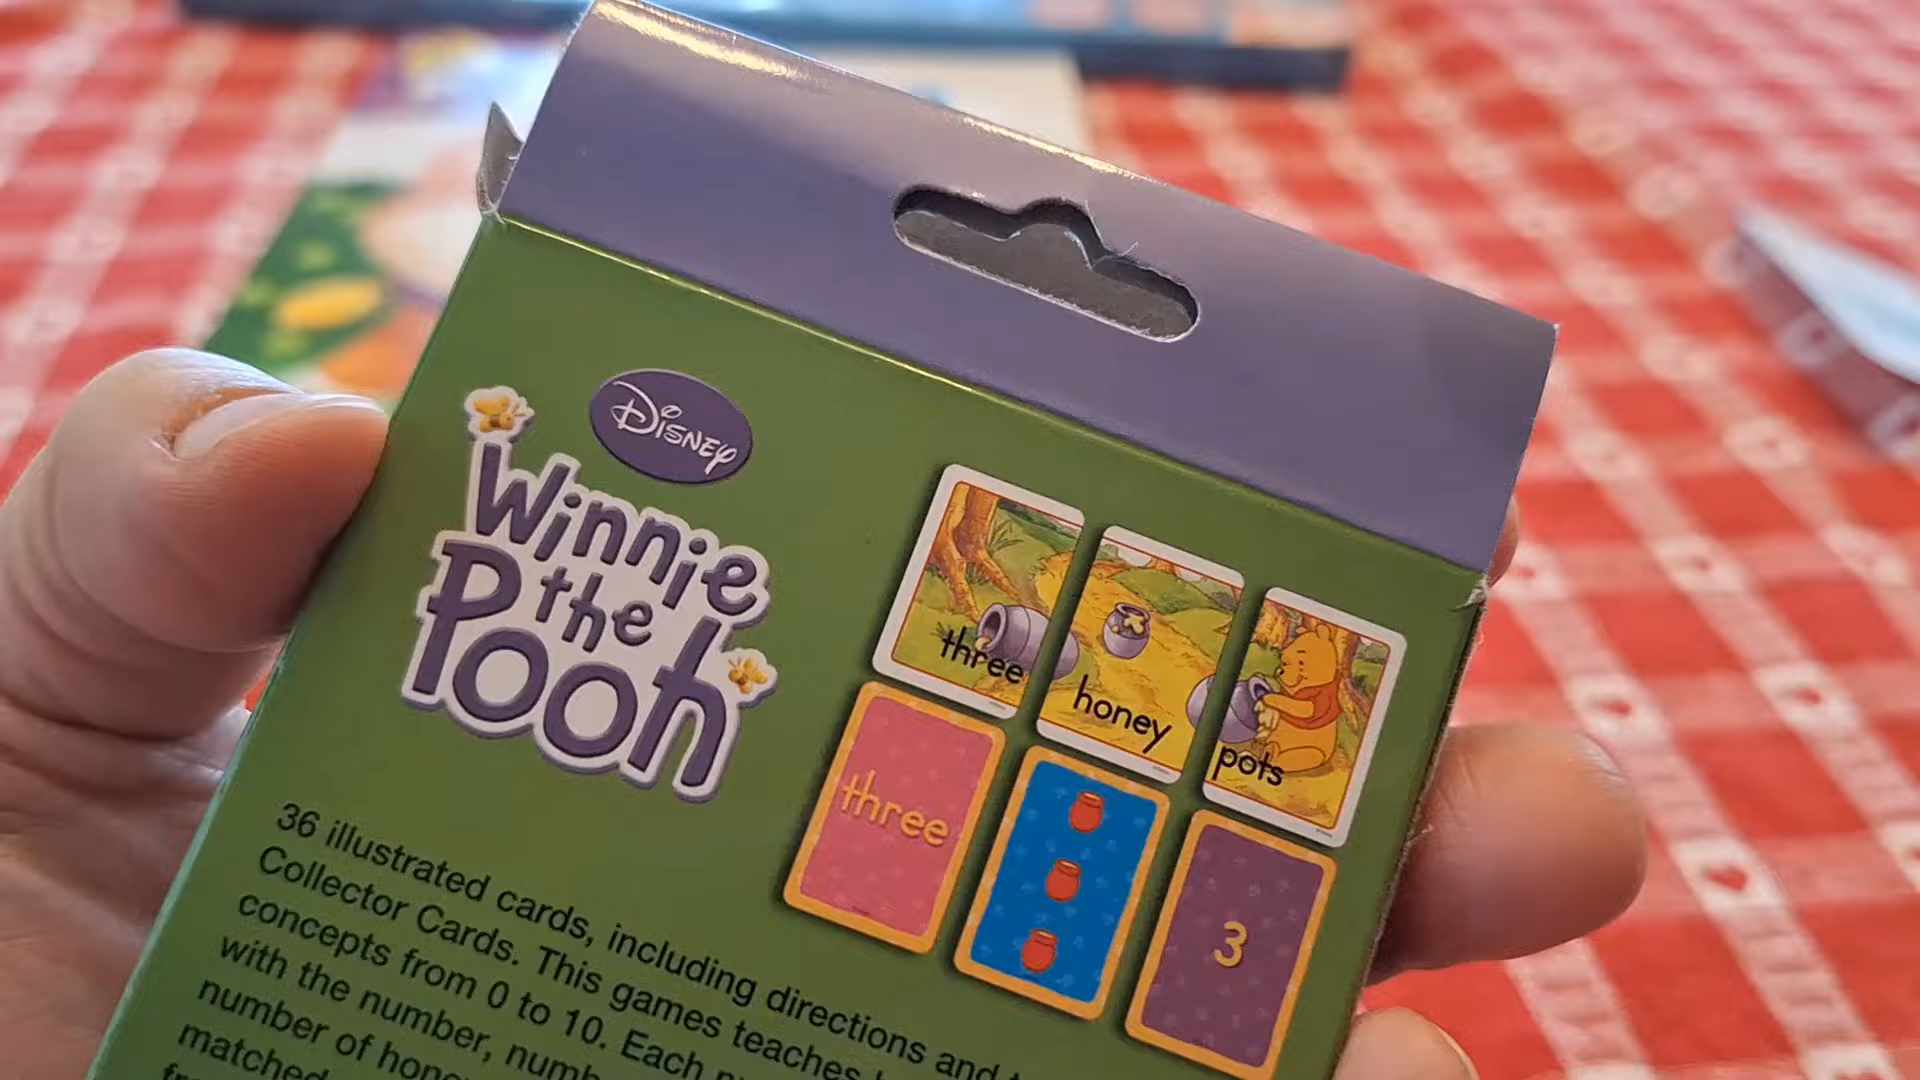 Disney
Winnie
the
Pooh
three
honey
pots
three
3
36 illustrated cards, including directions and
Collector Cards. This games teaches
concepts from 0 to 10. Each
with the number,
number of
matched